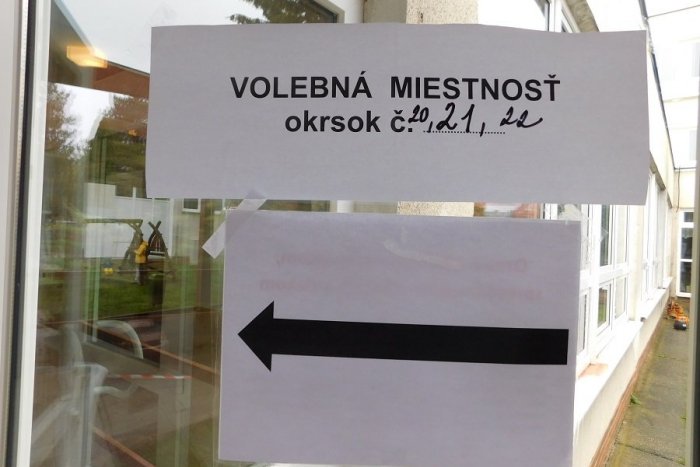 VOLEBNÁ MIESTNOSŤ
okrsok č. 20, 21, 22